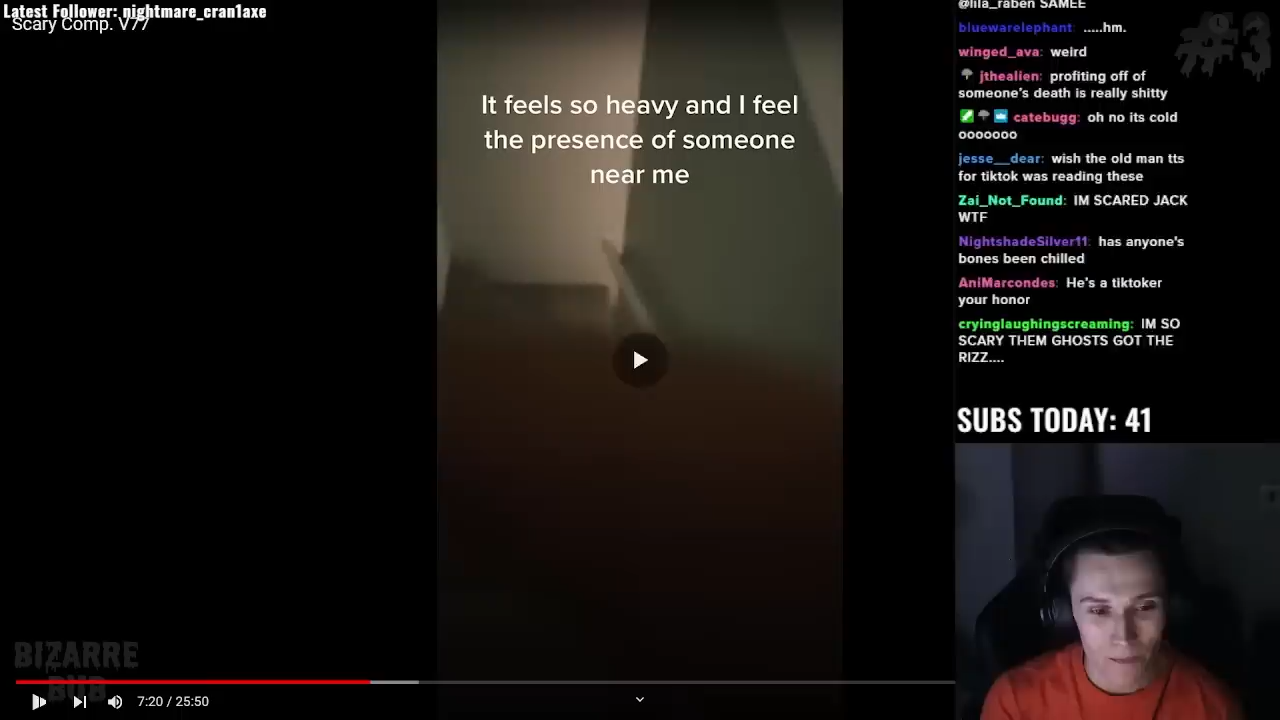 Latest Follower: nightmare_cran1axe
Scary Comp. V77
#3
It feels so heavy and I feel
the presence of someone
near me
@lila_raben SAMEE
bluewarelephant: .....hm.
winged_ava: weird
jthealien: profiting off of
someone's death is really shitty
catebugg: oh no its cold
ooooooo
jesse__dear: wish the old man tts
for tiktok was reading these
Zai_Not_Found: IM SCARED JACK
WTF
NightshadeSilver11: has anyone's
bones been chilled
AniMarcondes: He's a tiktoker
your honor
cryinglaughingscreaming: IM SO
SCARY THEM GHOSTS GOT THE
RIZZ....
SUBS TODAY: 41
BIZARRE
BUB
7:20 / 25:50